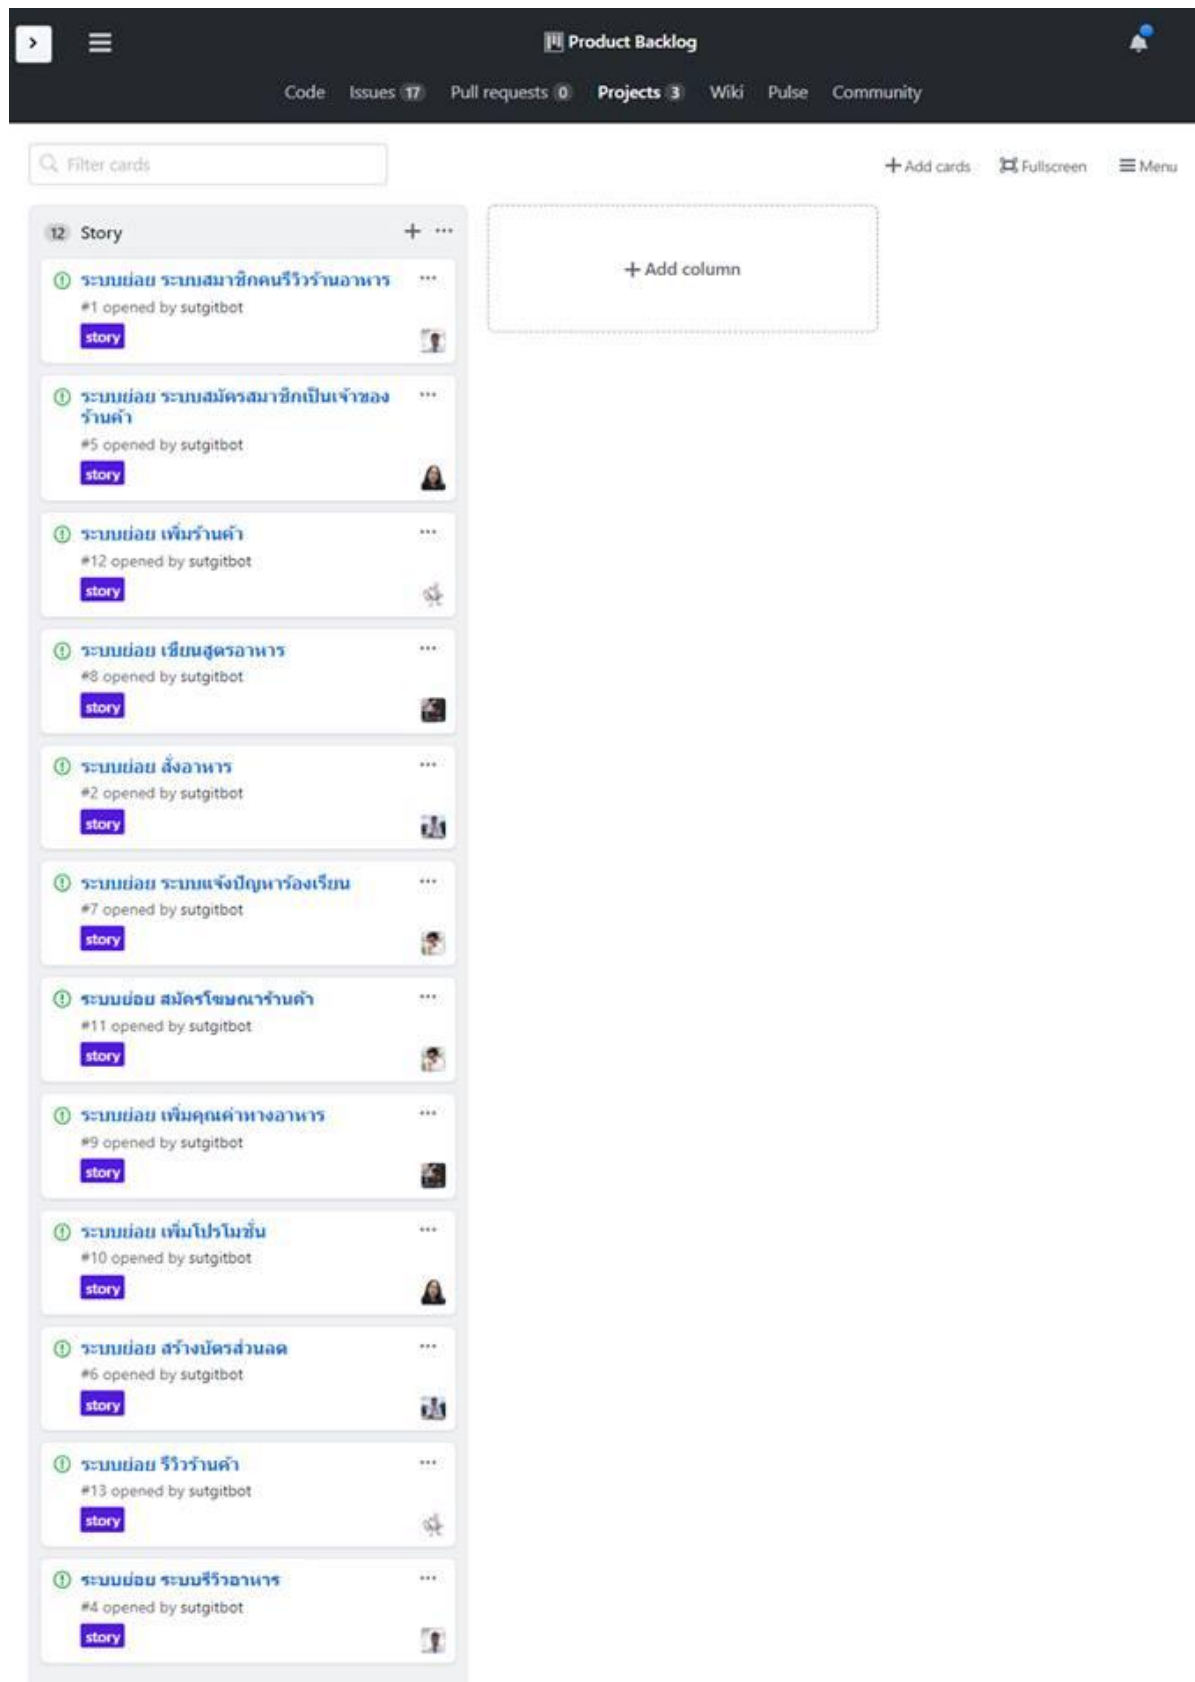 Product Backlog
Code Issues 17 Pull requests 0 Projects 3 Wiki Pulse Community
Filter cards
Add cards Fullscreen Menu
12 Story
Add column
ระบบย่อย ระบบสมาชิกคนรีวิวร้านอาหาร
#1 opened by sutgitbot
story
ระบบย่อย ระบบสมัครสมาชิกเป็นเจ้าของ
ร้านค้า
#5 opened by sutgitbot
story
ระบบย่อย เพิ่มร้านค้า
#12 opened by sutgitbot
story
ระบบย่อย เขียนสูตรอาหาร
#8 opened by sutgitbot
story
ระบบย่อย สั่งอาหาร
#2 opened by sutgitbot
story
ระบบย่อย ระบบแจ้งปัญหาร้องเรียน
#7 opened by sutgitbot
story
ระบบย่อย สมัครโฆษณาร้านค้า
#11 opened by sutgitbot
story
ระบบย่อย เพิ่มคุณค่าทางอาหาร
#9 opened by sutgitbot
story
ระบบย่อย เพิ่มโปรโมชั่น
#10 opened by sutgitbot
story
ระบบย่อย สร้างบัตรส่วนลด
#6 opened by sutgitbot
story
ระบบย่อย รีวิวร้านค้า
#13 opened by sutgitbot
story
ระบบย่อย ระบบรีวิวอาหาร
#4 opened by sutgitbot
story